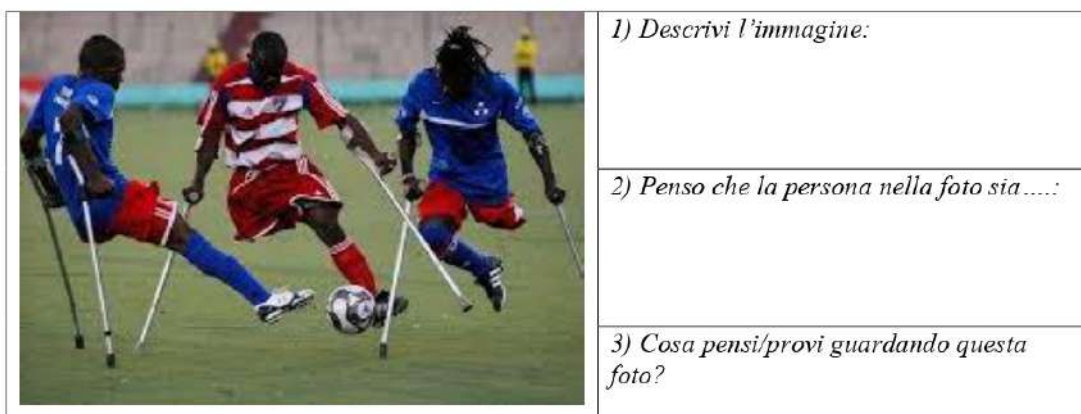 1) Descrivi l'immagine:
2) Penso che la persona nella foto sia....:
3) Cosa pensi/provi guardando questa
foto?